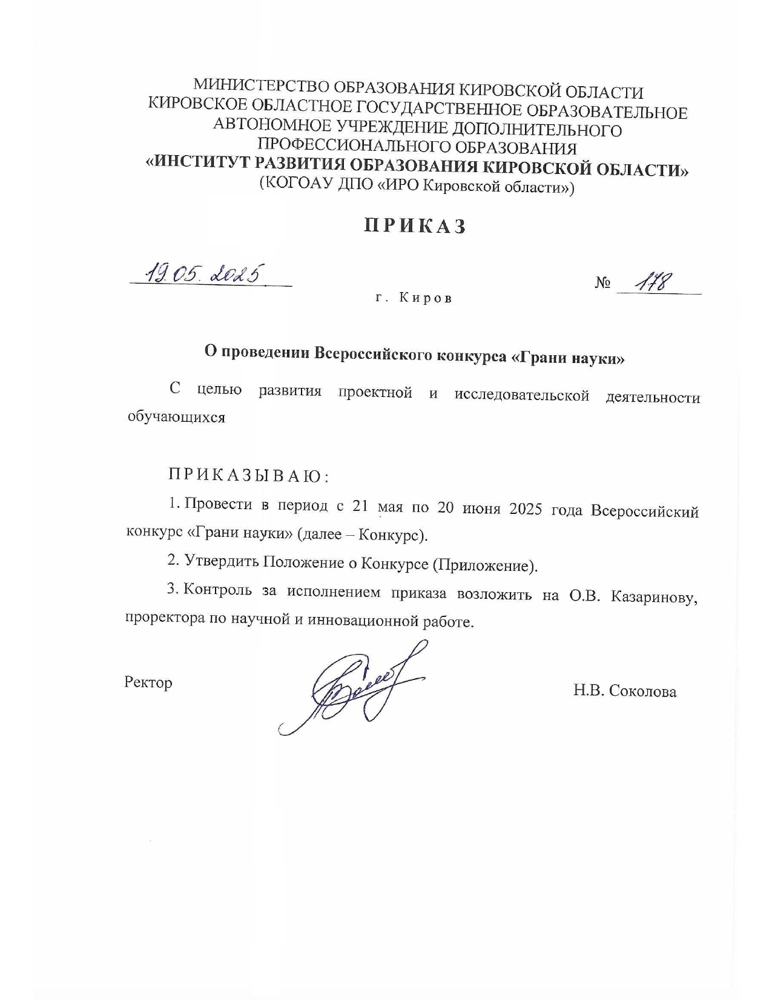 МИНИСТЕРСТВО ОБРАЗОВАНИЯ КИРОВСКОЙ ОБЛАСТИ
КИРОВСКОЕ ОБЛАСТНОЕ ГОСУДАРСТВЕННОЕ ОБРАЗОВАТЕЛЬНОЕ
АВТОНОМНОЕ УЧРЕЖДЕНИЕ ДОПОЛНИТЕЛЬНОГО
ПРОФЕССИОНАЛЬНОГО ОБРАЗОВАНИЯ
«ИНСТИТУТ РАЗВИТИЯ ОБРАЗОВАНИЯ КИРОВСКОЙ ОБЛАСТИ»
(КОГОАУ ДПО «ИРО Кировской области»)
ПРИКАЗ
19.05.2025 № 178
г. Киров
О проведении Всероссийского конкурса «Грани науки»
С целью развития проектной и исследовательской деятельности
обучающихся
ПРИКАЗЫВАЮ:
1. Провести в период с 21 мая по 20 июня 2025 года Всероссийский
конкурс «Грани науки» (далее – Конкурс).
2. Утвердить Положение о Конкурсе (Приложение).
3. Контроль за исполнением приказа возложить на О.В. Казаринову,
проректора по научной и инновационной работе.
Ректор Н.В. Соколова